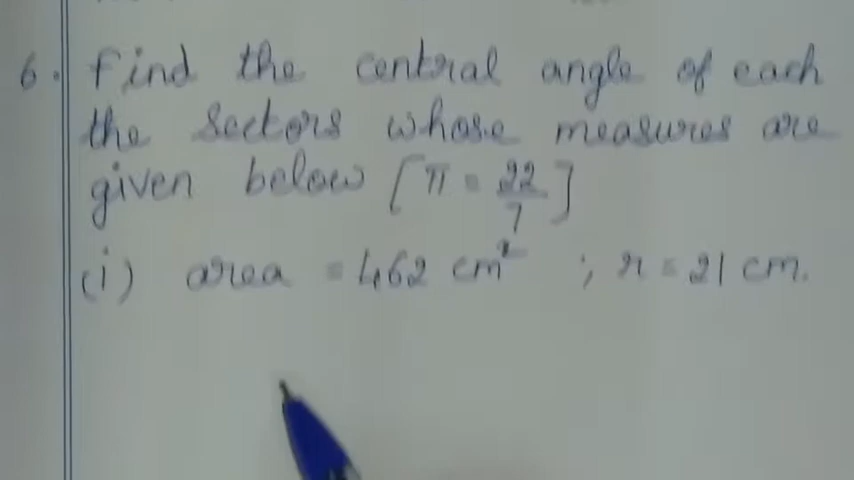 6. Find the central angle of each
the sectors whose measures are
given below [π = 22/7]
(i) area = 462 cm² ; r = 21 cm.